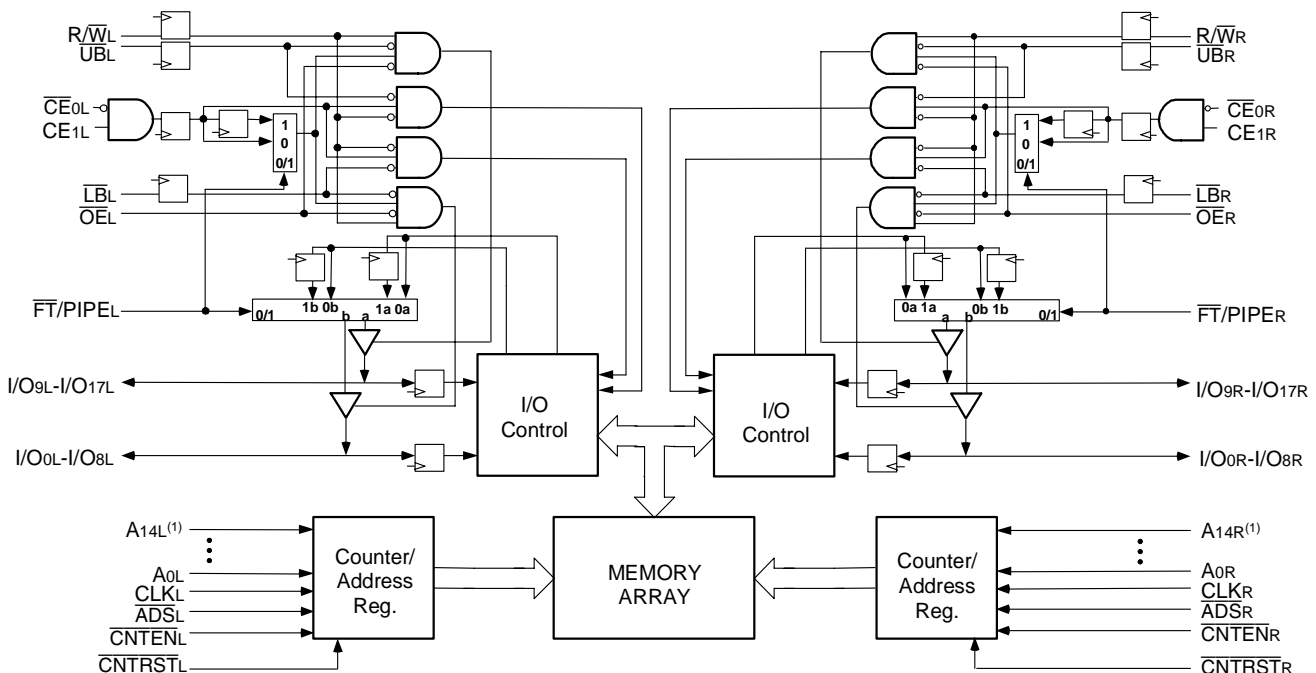 R/W̅L
U̅B̅L
C̅E̅0L
CE1L
L̅B̅L
O̅E̅L
F̅T̅/PIPEL
I/O9L-I/O17L
I/O0L-I/O8L
1
0
0/1
0/1
1b 0b
1a 0a
b a
I/O
Control
R/W̅R
U̅B̅R
C̅E̅0R
CE1R
L̅B̅R
O̅E̅R
F̅T̅/PIPER
I/O9R-I/O17R
I/O0R-I/O8R
1
0
0/1
0a 1a
0b 1b
0/1
a b
I/O
Control
A14L(1)
A0L
CLKL
A̅D̅S̅L
C̅N̅T̅E̅N̅L
C̅N̅T̅R̅S̅T̅L
Counter/
Address
Reg.
MEMORY
ARRAY
Counter/
Address
Reg.
A14R(1)
A0R
CLKR
A̅D̅S̅R
C̅N̅T̅E̅N̅R
C̅N̅T̅R̅S̅T̅R